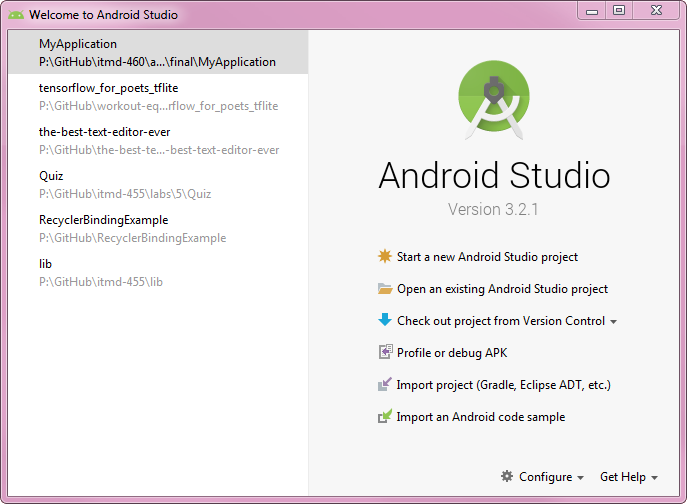 Welcome to Android Studio
MyApplication
P:\GitHub\itmd-460\a...\final\MyApplication
tensorflow_for_poets_tflite
P:\GitHub\workout-eq...rflow_for_poets_tflite
the-best-text-editor-ever
P:\GitHub\the-best-te...-best-text-editor-ever
Quiz
P:\GitHub\itmd-455\labs\5\Quiz
RecyclerBindingExample
P:\GitHub\RecyclerBindingExample
lib
P:\GitHub\itmd-455\lib
Android Studio
Version 3.2.1
Start a new Android Studio project
Open an existing Android Studio project
Check out project from Version Control
Profile or debug APK
Import project (Gradle, Eclipse ADT, etc.)
Import an Android code sample
Configure
Get Help